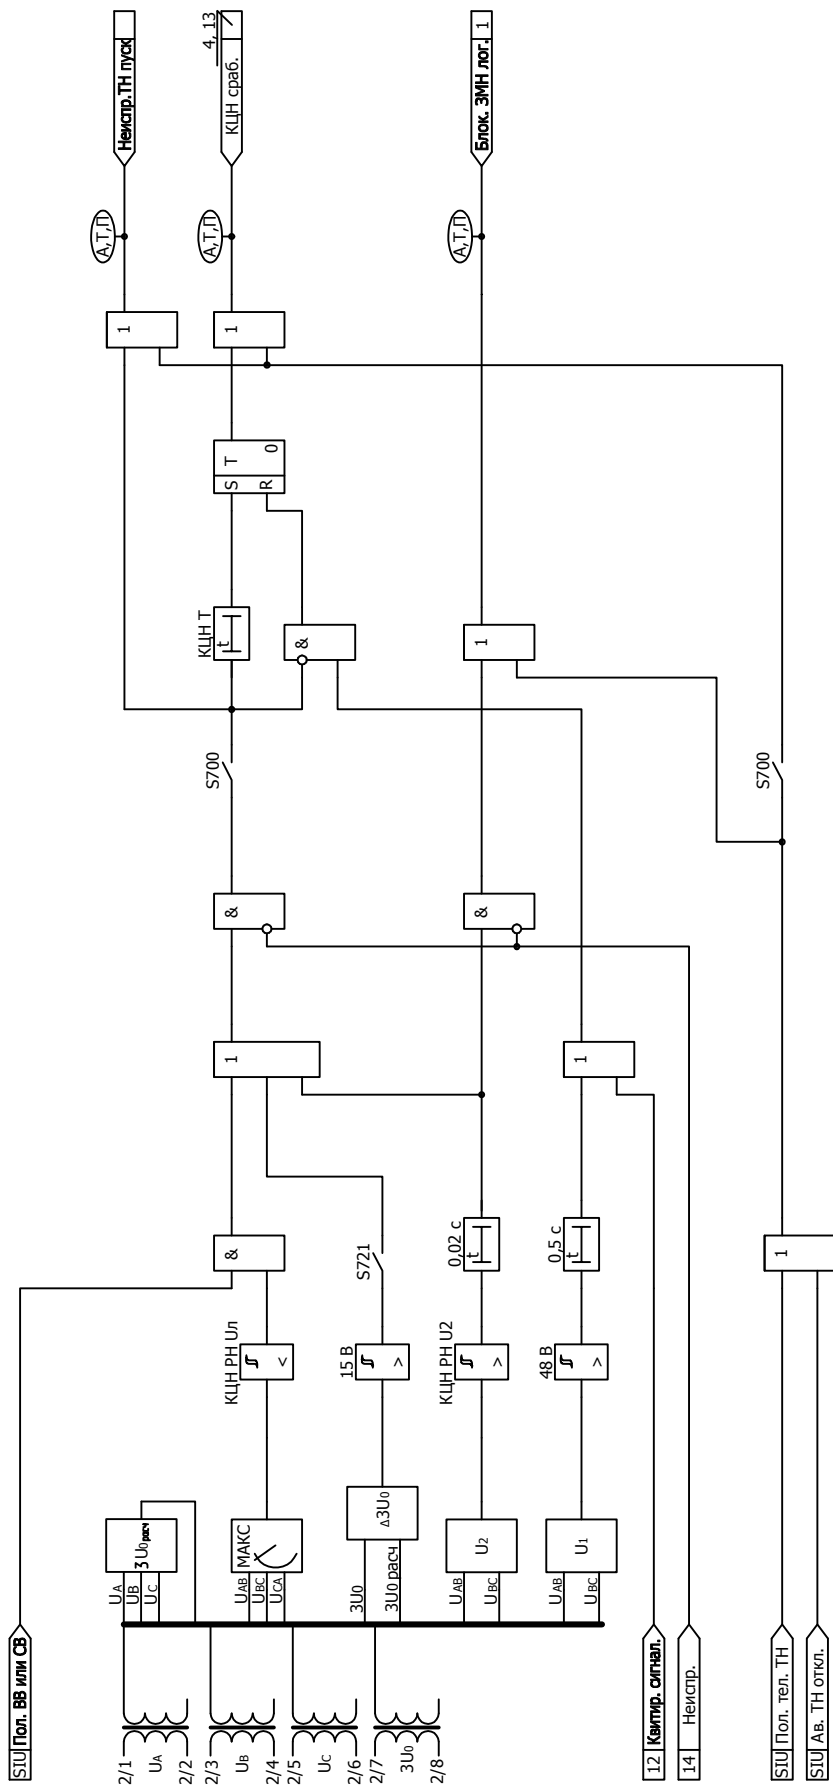 SIU Пол. ВВ или СВ
2/1
UA
2/2
2/3
UB
2/4
2/5
UC
2/6
2/7
3U0
2/8
UA
UB
UC
3U0расч
UAB
UBC
UCA
МАКС
3U0
3U0 расч
Δ3U0
UAB
UBC
U2
UAB
UBC
U1
КЦН РН Uл
<
15 В
>
КЦН РН U2
>
48 В
>
S721
0,02 с
t
0,5 с
t
&
1
1
&
&
S700
КЦН Т
t
&
S
R
T
0
1
1
1
А,Т,П
А,Т,П
А,Т,П
Неиспр.ТН пуск
КЦН сраб.
4, 13
Блок. ЗМН лог. 1
12 Квитир. сигнал.
14 Неиспр.
SIU Пол. тел. ТН
SIU Ав. ТН откл.
1
S700